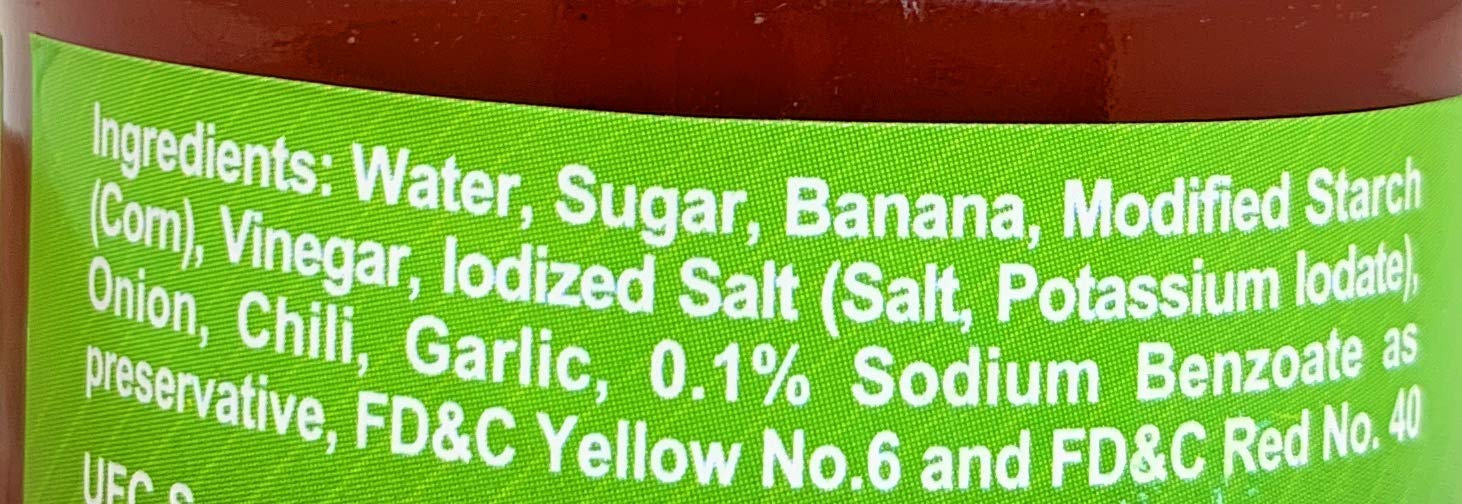 Ingredients: Water, Sugar, Banana, Modified Starch
(Corn), Vinegar, Iodized Salt (Salt, Potassium Iodate),
Onion, Chili, Garlic, 0.1% Sodium Benzoate as
preservative, FD&C Yellow No.6 and FD&C Red No. 40
UFC